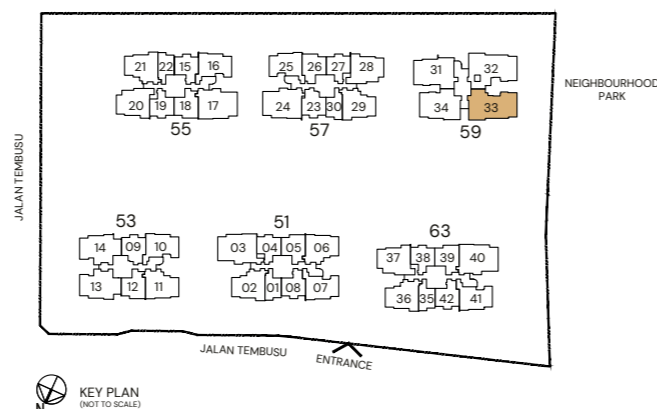 21 22 15 16
20 19 18 17
55
25 26 27 28
24 23 30 29
57
31 32
34 33
59
NEIGHBOURHOOD
PARK
JALAN TEMBUSU
53
14 09 10
13 12 11
51
03 04 05 06
02 01 08 07
63
37 38 39 40
36 35 42 41
JALAN TEMBUSU
ENTRANCE
N
KEY PLAN
(NOT TO SCALE)